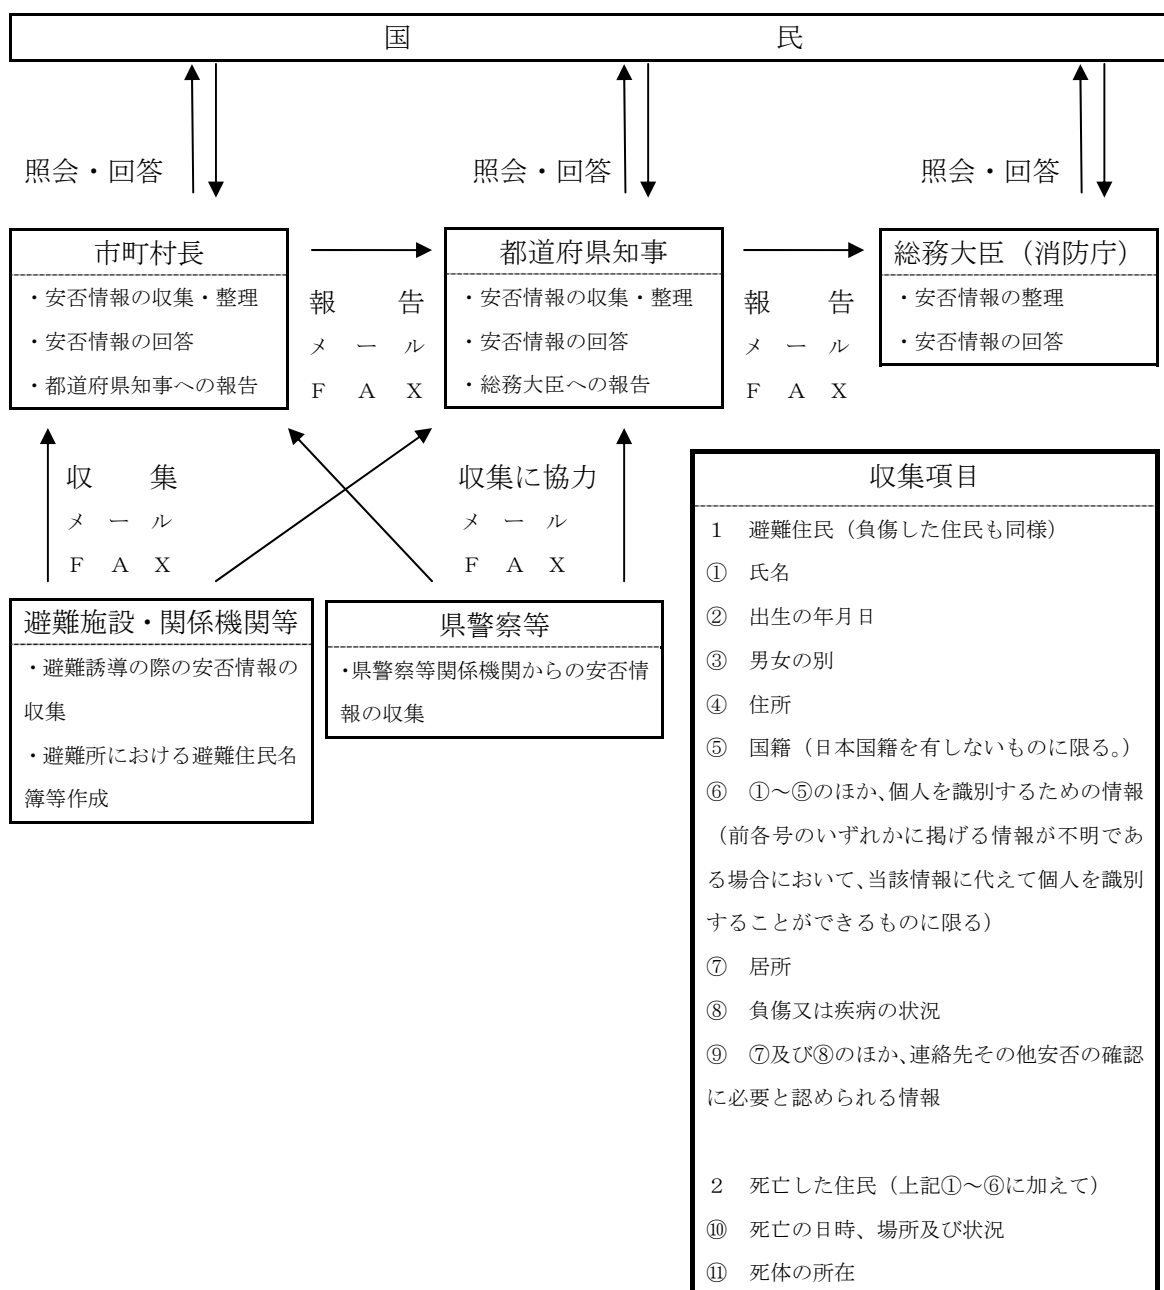 国 民
照会・回答
照会・回答
照会・回答
市町村長
・安否情報の収集・整理
・安否情報の回答
・都道府県知事への報告
報 告
メ ー ル
F A X
都道府県知事
・安否情報の収集・整理
・安否情報の回答
・総務大臣への報告
報 告
メ ー ル
F A X
総務大臣（消防庁）
・安否情報の整理
・安否情報の回答
収 集
メ ー ル
F A X
収集に協力
メ ー ル
F A X
避難施設・関係機関等
・避難誘導の際の安否情報の
収集
・避難所における避難住民名
簿等作成
県警察等
・県警察等関係機関からの安否情
報の収集
収集項目
1 避難住民（負傷した住民も同様）
① 氏名
② 出生の年月日
③ 男女の別
④ 住所
⑤ 国籍（日本国籍を有しないものに限る。）
⑥ ①～⑤のほか、個人を識別するための情報
（前各号のいずれかに掲げる情報が不明であ
る場合において、当該情報に代えて個人を識別
することができるものに限る）
⑦ 居所
⑧ 負傷又は疾病の状況
⑨ ⑦及び⑧のほか、連絡先その他安否の確認
に必要と認められる情報
2 死亡した住民（上記①～⑥に加えて）
⑩ 死亡の日時、場所及び状況
⑪ 死体の所在